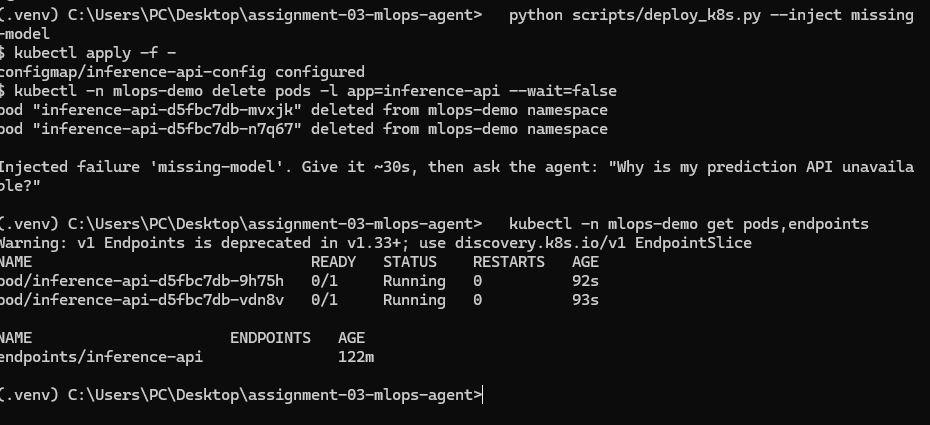 (.venv) C:\Users\PC\Desktop\assignment-03-mlops-agent>   python scripts/deploy_k8s.py --inject missing
-model
$ kubectl apply -f -
configmap/inference-api-config configured
$ kubectl -n mlops-demo delete pods -l app=inference-api --wait=false
pod "inference-api-d5fbc7db-mvxjk" deleted from mlops-demo namespace
pod "inference-api-d5fbc7db-n7q67" deleted from mlops-demo namespace

Injected failure 'missing-model'. Give it ~30s, then ask the agent: "Why is my prediction API unavaila
ble?"

(.venv) C:\Users\PC\Desktop\assignment-03-mlops-agent>   kubectl -n mlops-demo get pods,endpoints
Warning: v1 Endpoints is deprecated in v1.33+; use discovery.k8s.io/v1 EndpointSlice
NAME                               READY   STATUS    RESTARTS   AGE
pod/inference-api-d5fbc7db-9h75h   0/1     Running   0          92s
pod/inference-api-d5fbc7db-vdn8v   0/1     Running   0          93s

NAME                      ENDPOINTS   AGE
endpoints/inference-api               122m

(.venv) C:\Users\PC\Desktop\assignment-03-mlops-agent>